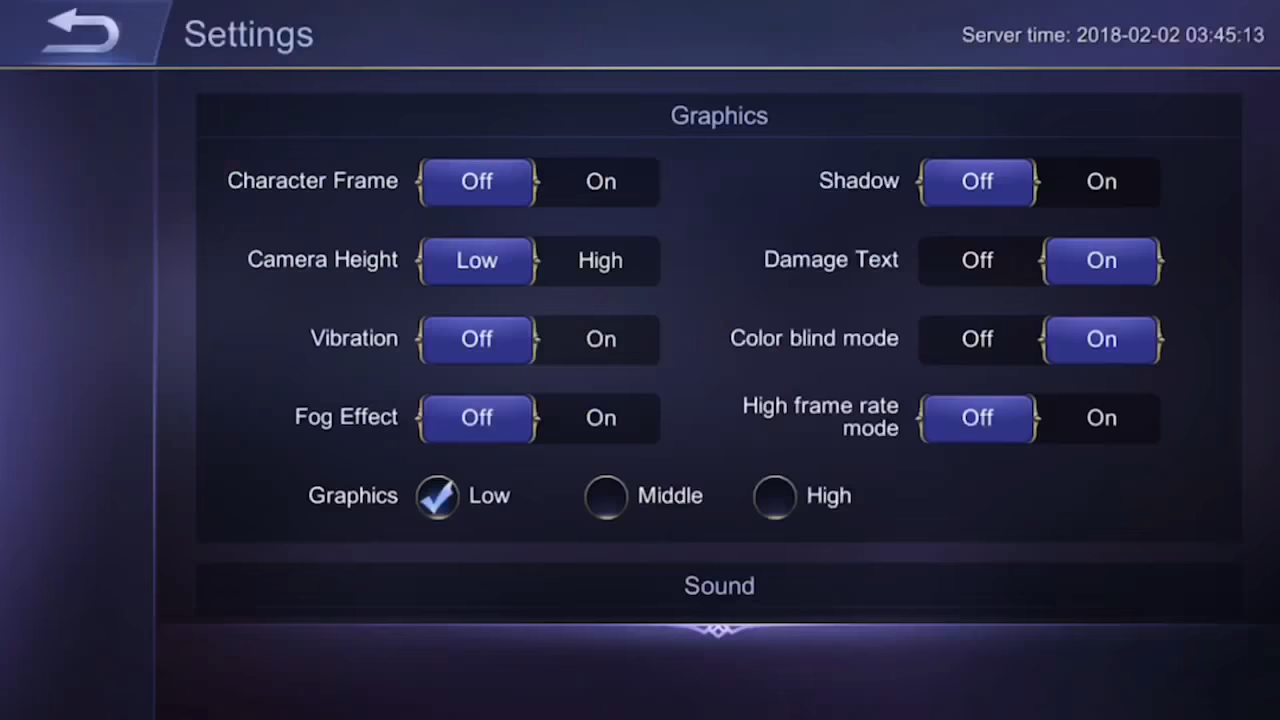 Settings
Server time: 2018-02-02 03:45:13
Graphics
Character Frame Off On Shadow Off On
Camera Height Low High Damage Text Off On
Vibration Off On Color blind mode Off On
Fog Effect Off On High frame rate mode Off On
Graphics Low Middle High
Sound